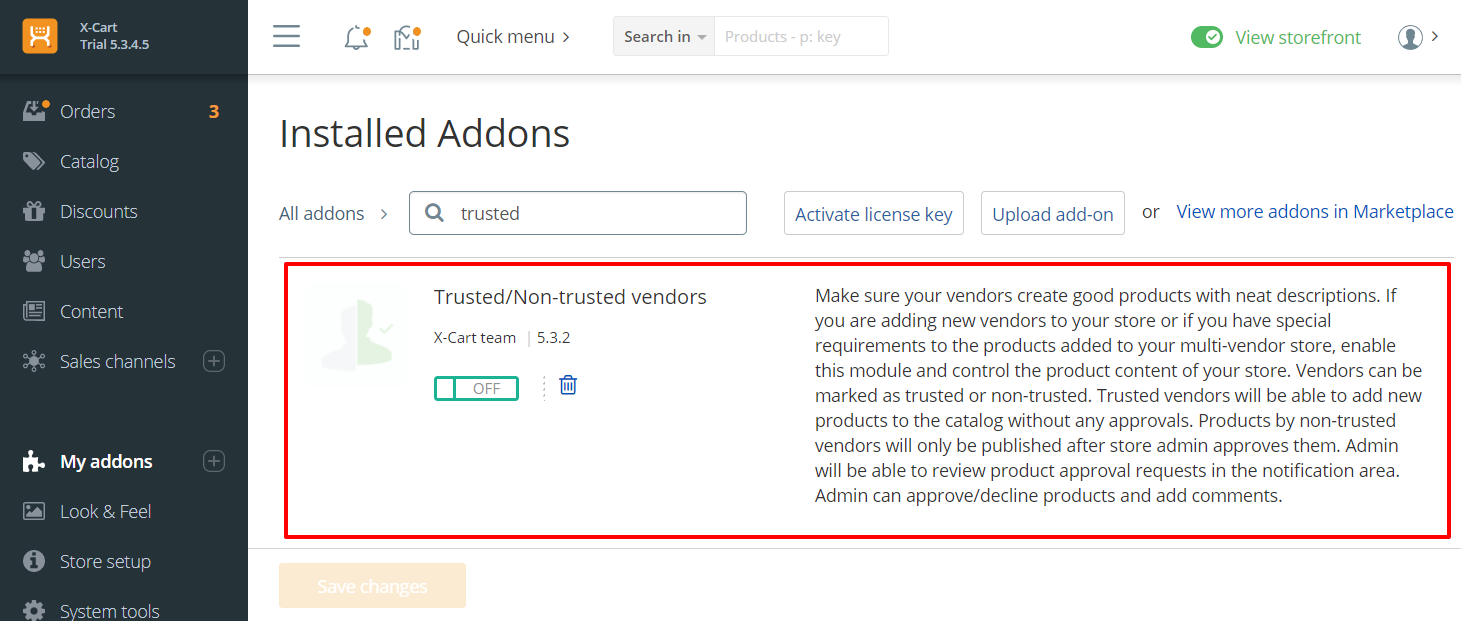 X-Cart
Trial 5.3.4.5
Quick menu
Search in
Products - p: key
View storefront
Orders 3
Catalog
Discounts
Users
Content
Sales channels
My addons
Look & Feel
Store setup
System tools
Installed Addons
All addons
trusted
Activate license key
Upload add-on
or
View more addons in Marketplace
Trusted/Non-trusted vendors
X-Cart team | 5.3.2
OFF
Make sure your vendors create good products with neat descriptions. If
you are adding new vendors to your store or if you have special
requirements to the products added to your multi-vendor store, enable
this module and control the product content of your store. Vendors can be
marked as trusted or non-trusted. Trusted vendors will be able to add new
products to the catalog without any approvals. Products by non-trusted
vendors will only be published after store admin approves them. Admin
will be able to review product approval requests in the notification area.
Admin can approve/decline products and add comments.
Save changes